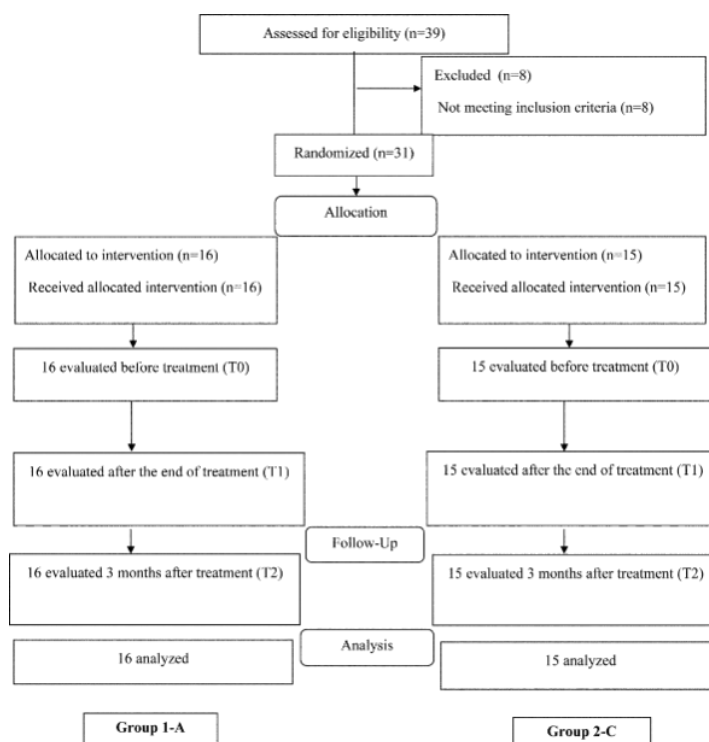 Assessed for eligibility (n=39)
Excluded (n=8)
Not meeting inclusion criteria (n=8)
Randomized (n=31)
Allocation
Allocated to intervention (n=16)
Received allocated intervention (n=16)
Allocated to intervention (n=15)
Received allocated intervention (n=15)
16 evaluated before treatment (T0)
15 evaluated before treatment (T0)
16 evaluated after the end of treatment (T1)
15 evaluated after the end of treatment (T1)
Follow-Up
16 evaluated 3 months after treatment (T2)
15 evaluated 3 months after treatment (T2)
Analysis
16 analyzed
15 analyzed
Group 1-A
Group 2-C